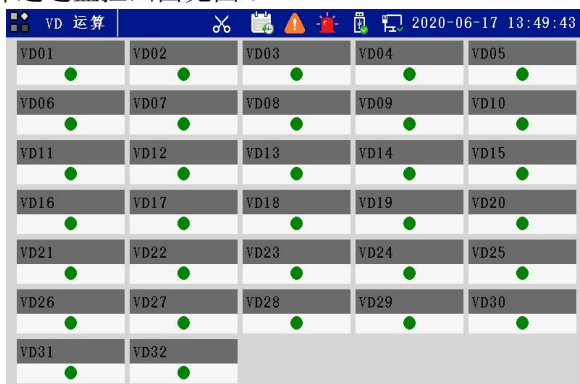 VD 运算 2020-06-17 13:49:43
VD01 VD02 VD03 VD04 VD05
VD06 VD07 VD08 VD09 VD10
VD11 VD12 VD13 VD14 VD15
VD16 VD17 VD18 VD19 VD20
VD21 VD22 VD23 VD24 VD25
VD26 VD27 VD28 VD29 VD30
VD31 VD32